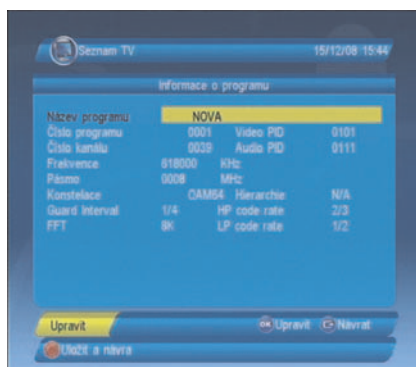 Seznam TV 15/12/08 15:44
Informace o programu
Název programu NOVA
Číslo programu 0001 Video PID 0101
Číslo kanálu 0039 Audio PID 0111
Frekvence 618000 KHz
Pásmo 0008 MHz
Konstelace QAM64 Hierarchie N/A
Guard Interval 1/4 HP code rate 2/3
FFT 8K LP code rate 1/2
Upravit OK Upravit Návrat
Uložit a návra